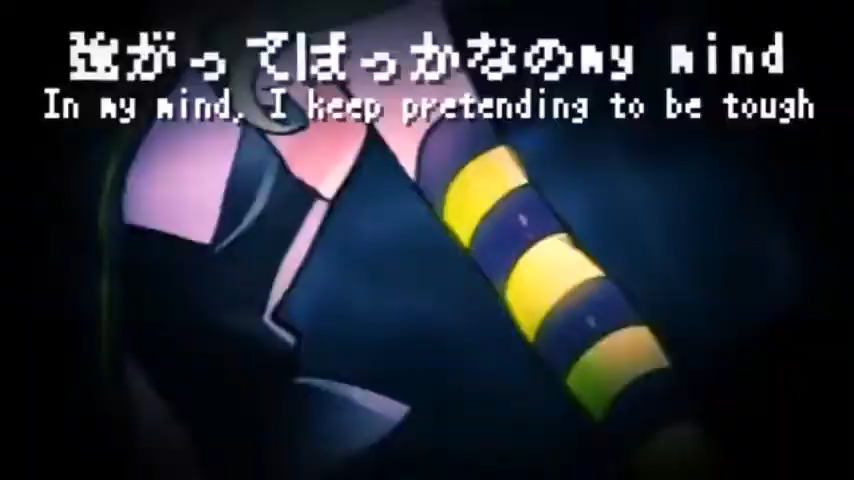 強がってばっかなのmy mind
In my mind, I keep pretending to be tough